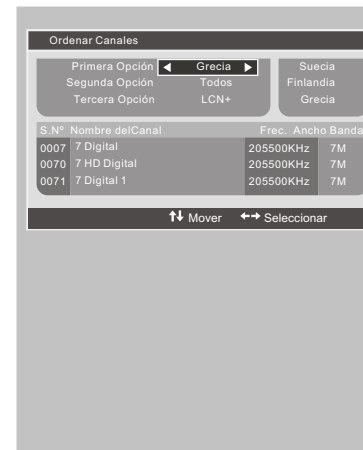 Ordenar Canales
Primera Opción ◀ Grecia ▶ Suecia
Segunda Opción Todos Finlandia
Tercera Opción LCN+ Grecia
S.Nº Nombre delCanal Frec. Ancho Banda
0007 7 Digital 205500KHz 7M
0070 7 HD Digital 205500KHz 7M
0071 7 Digital 1 205500KHz 7M
Mover Seleccionar